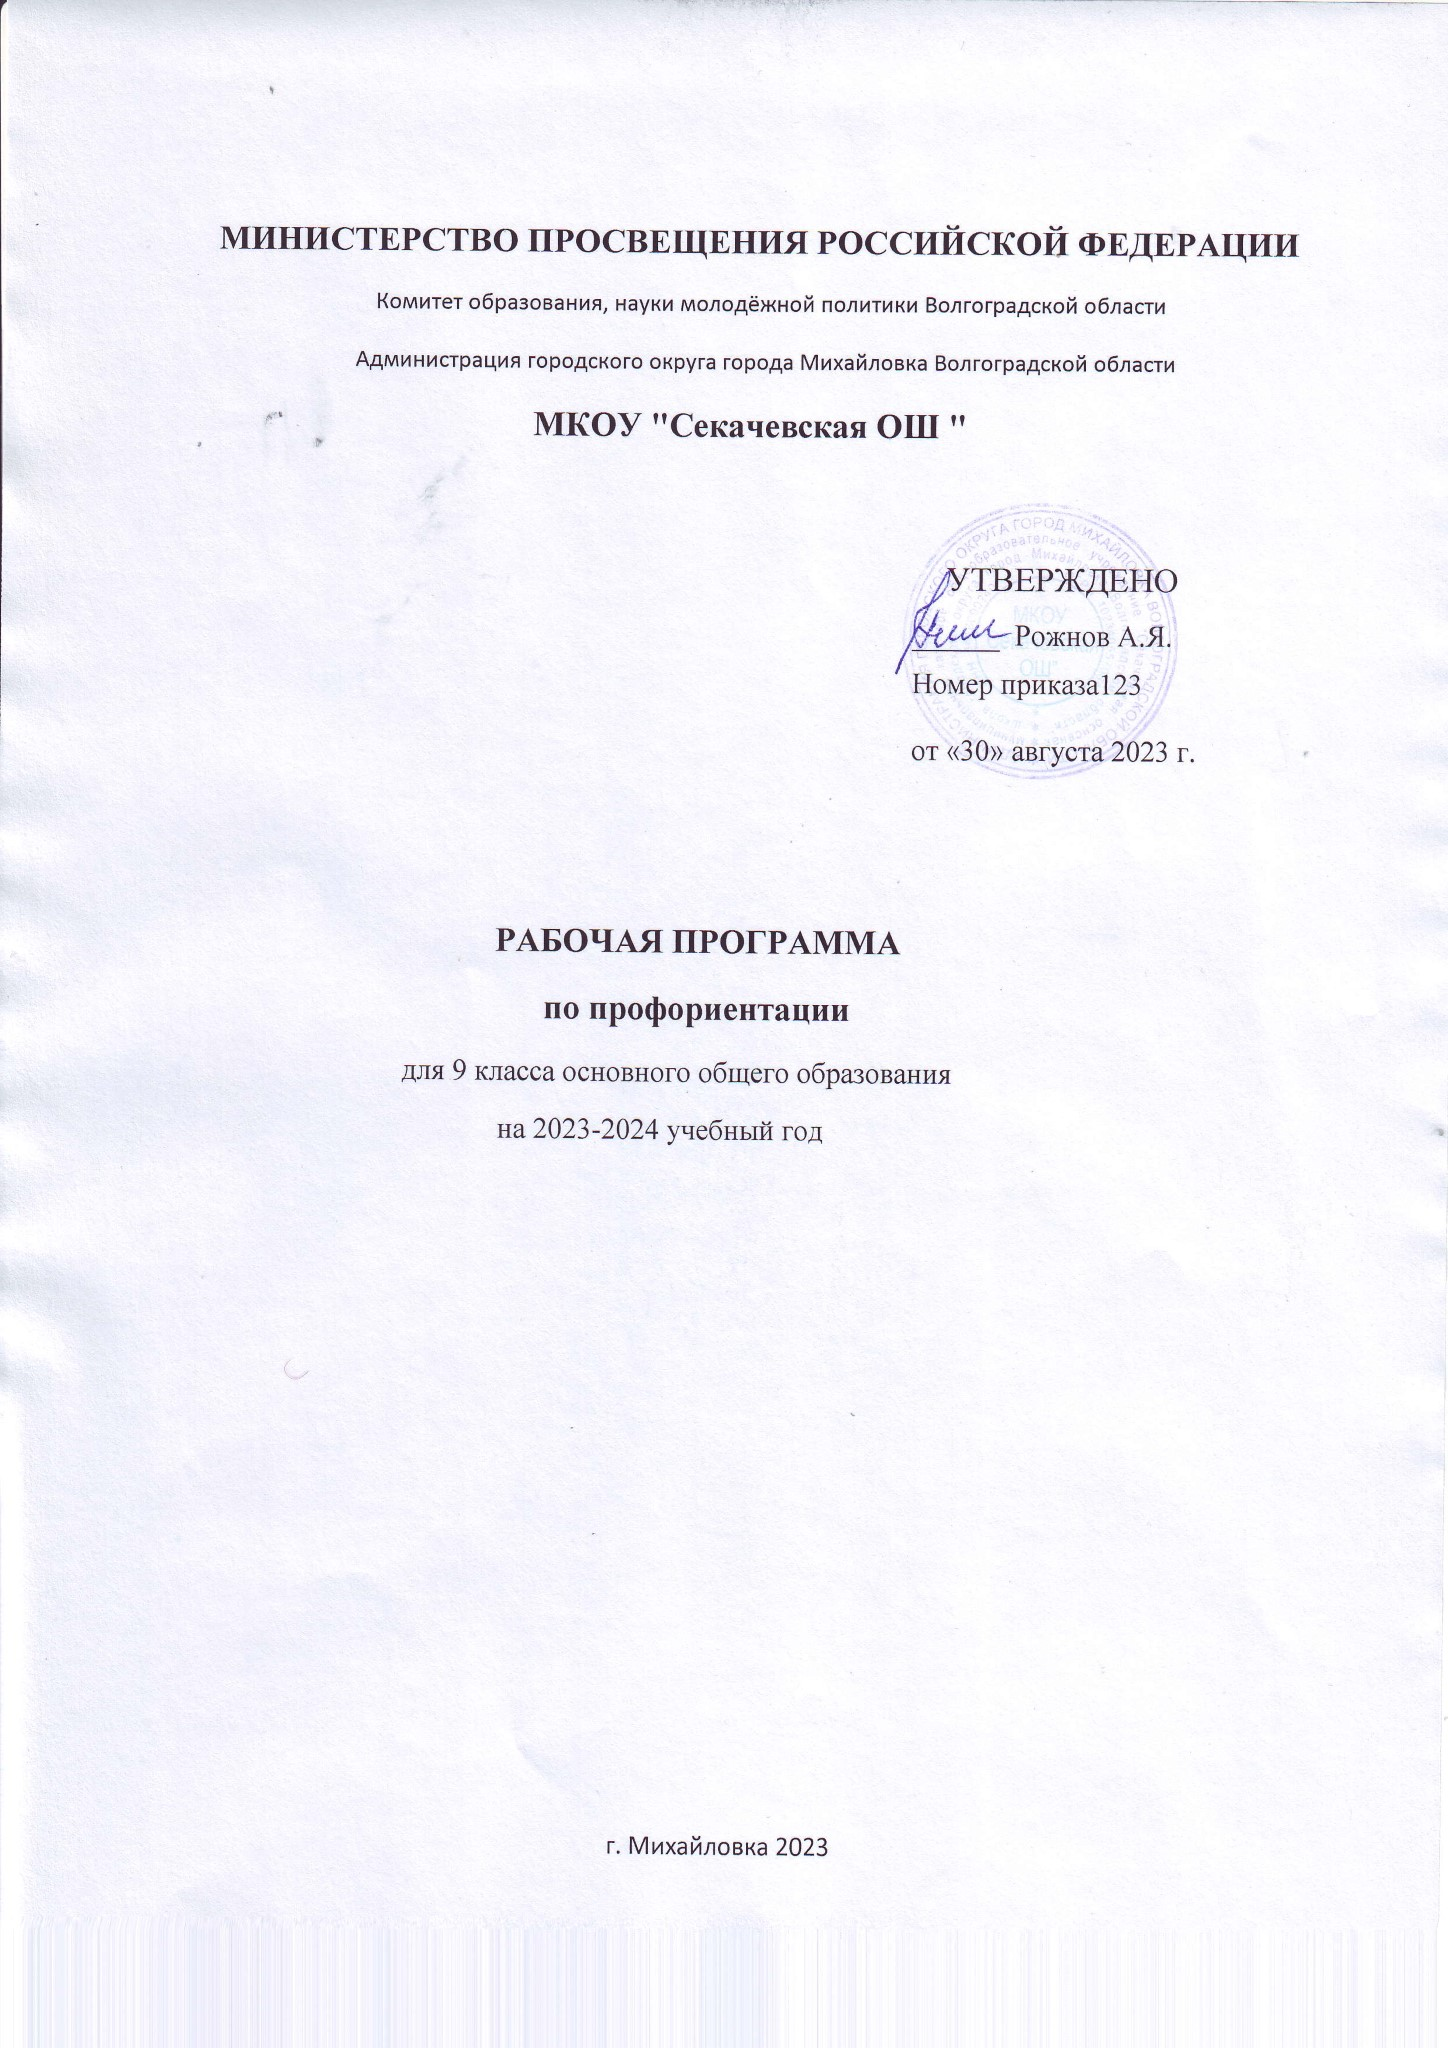 МИНИСТЕРСТВО ПРОСВЕЩЕНИЯ РОССИЙСКОЙ ФЕДЕРАЦИИ
Комитет образования, науки молодёжной политики Волгоградской области
Администрация городского округа города Михайловка Волгоградской области
МКОУ "Секачевская ОШ "
УТВЕРЖДЕНО
Рожнов А.Я.
Номер приказа123
от «30» августа 2023 г.
МКОУ
ОШ"
РАБОЧАЯ ПРОГРАММА
по профориентации
для 9 класса основного общего образования
на 2023-2024 учебный год
г. Михайловка 2023